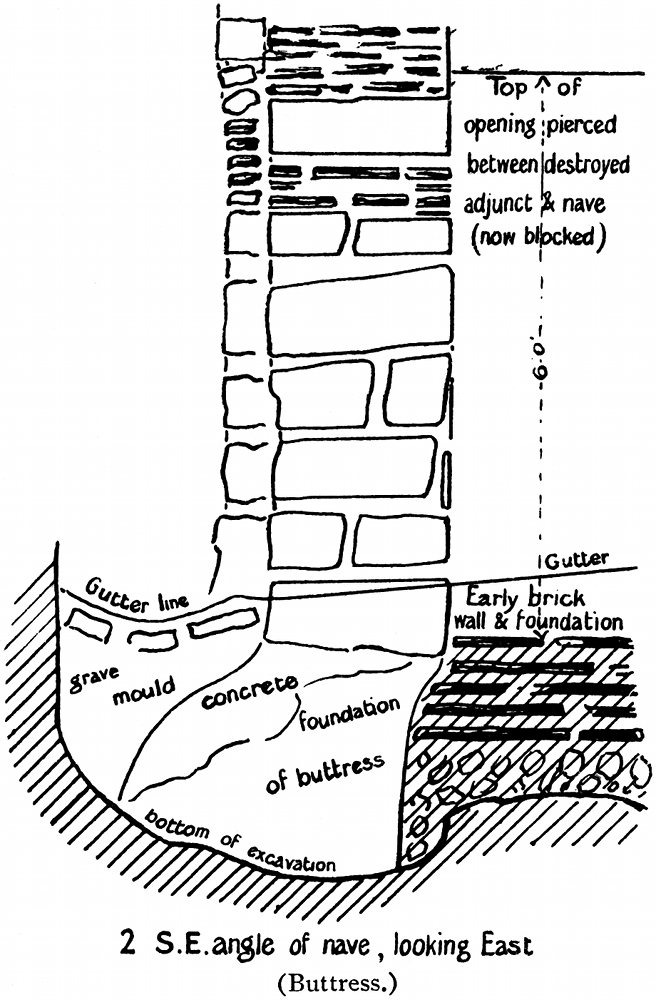 Top of
opening pierced
between destroyed
adjunct & nave
(now blocked)
6.0'
Gutter
Gutter line
Early brick
wall & foundation
grave
mould
concrete
foundation
of buttress
bottom of excavation
2 S.E. angle of nave, looking East
(Buttress.)